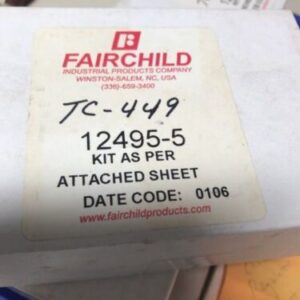 FAIRCHILD
INDUSTRIAL PRODUCTS COMPANY
WINSTON-SALEM, NC, USA
(336)-659-3400
TC-449
12495-5
KIT AS PER
ATTACHED SHEET
DATE CODE: 0106
www.fairchildproducts.com